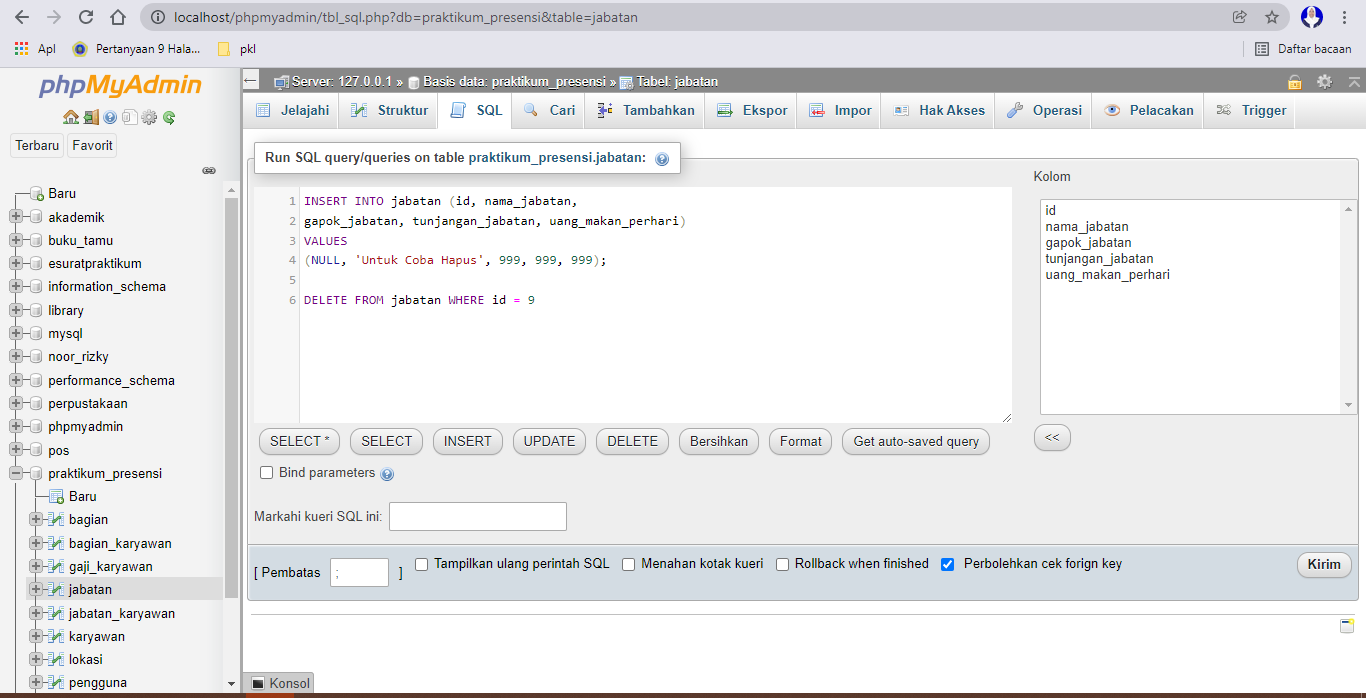 localhost/phpmyadmin/tbl_sql.php?db=praktikum_presensi&table=jabatan
Apl
Pertanyaan 9 Hala...
pkl
Daftar bacaan
phpMyAdmin
Terbaru
Favorit
Baru
akademik
buku_tamu
esuratpraktikum
information_schema
library
mysql
noor_rizky
performance_schema
perpustakaan
phpmyadmin
pos
praktikum_presensi
Baru
bagian
bagian_karyawan
gaji_karyawan
jabatan
jabatan_karyawan
karyawan
lokasi
pengguna
Server: 127.0.0.1 » Basis data: praktikum_presensi » Tabel: jabatan
Jelajahi
Struktur
SQL
Cari
Tambahkan
Ekspor
Impor
Hak Akses
Operasi
Pelacakan
Trigger
Run SQL query/queries on table praktikum_presensi.jabatan:
1 INSERT INTO jabatan (id, nama_jabatan,
2 gapok_jabatan, tunjangan_jabatan, uang_makan_perhari)
3 VALUES
4 (NULL, 'Untuk Coba Hapus', 999, 999, 999);
5
6 DELETE FROM jabatan WHERE id = 9
Kolom
id
nama_jabatan
gapok_jabatan
tunjangan_jabatan
uang_makan_perhari
<<
SELECT *
SELECT
INSERT
UPDATE
DELETE
Bersihkan
Format
Get auto-saved query
Bind parameters
Markahi kueri SQL ini:
[ Pembatas ; ]
Tampilkan ulang perintah SQL
Menahan kotak kueri
Rollback when finished
Perbolehkan cek forign key
Kirim
Konsol